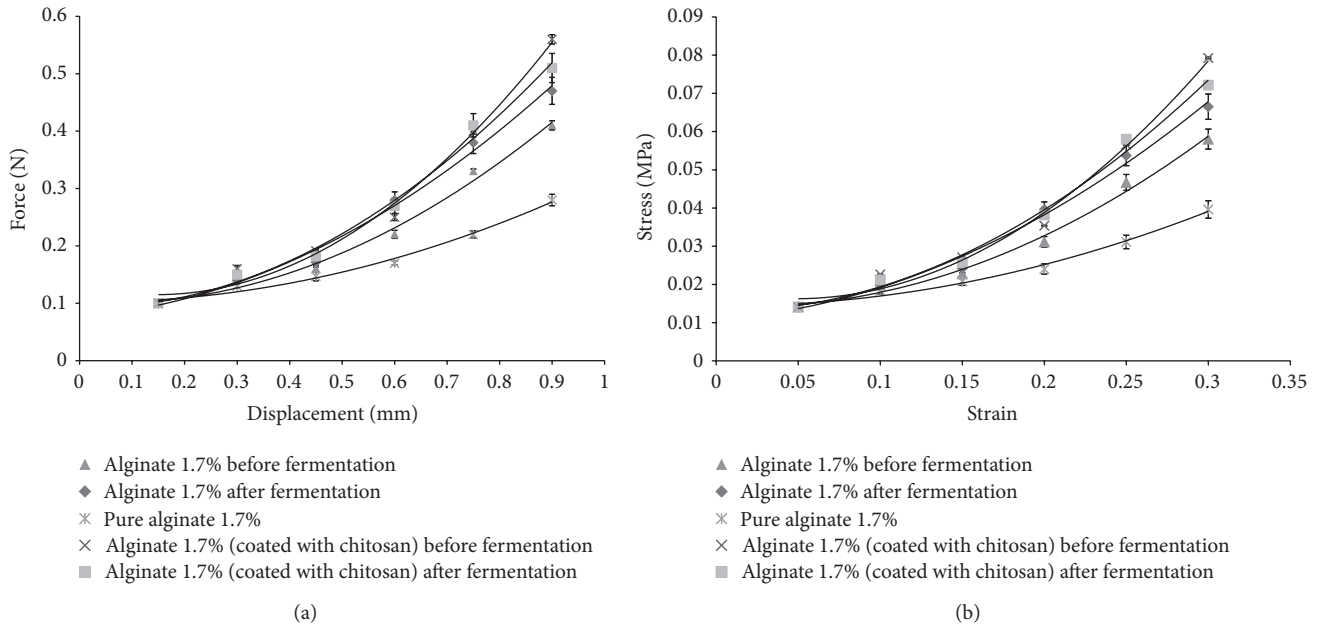 0.6
0.5
0.4
0.3
0.2
0.1
0
Force (N)
0 0.1 0.2 0.3 0.4 0.5 0.6 0.7 0.8 0.9 1
Displacement (mm)
Alginate 1.7% before fermentation
Alginate 1.7% after fermentation
Pure alginate 1.7%
Alginate 1.7% (coated with chitosan) before fermentation
Alginate 1.7% (coated with chitosan) after fermentation
(a)
0.09
0.08
0.07
0.06
0.05
0.04
0.03
0.02
0.01
0
Stress (MPa)
0 0.05 0.1 0.15 0.2 0.25 0.3 0.35
Strain
Alginate 1.7% before fermentation
Alginate 1.7% after fermentation
Pure alginate 1.7%
Alginate 1.7% (coated with chitosan) before fermentation
Alginate 1.7% (coated with chitosan) after fermentation
(b)